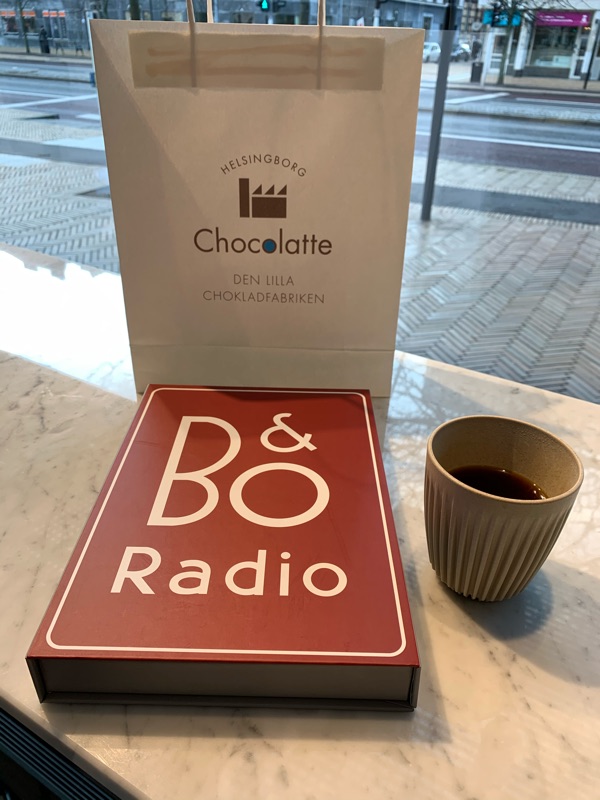 HELSINGBORG
Chocolatte
DEN LILLA
CHOKLADFABRIKEN
B&O
Radio